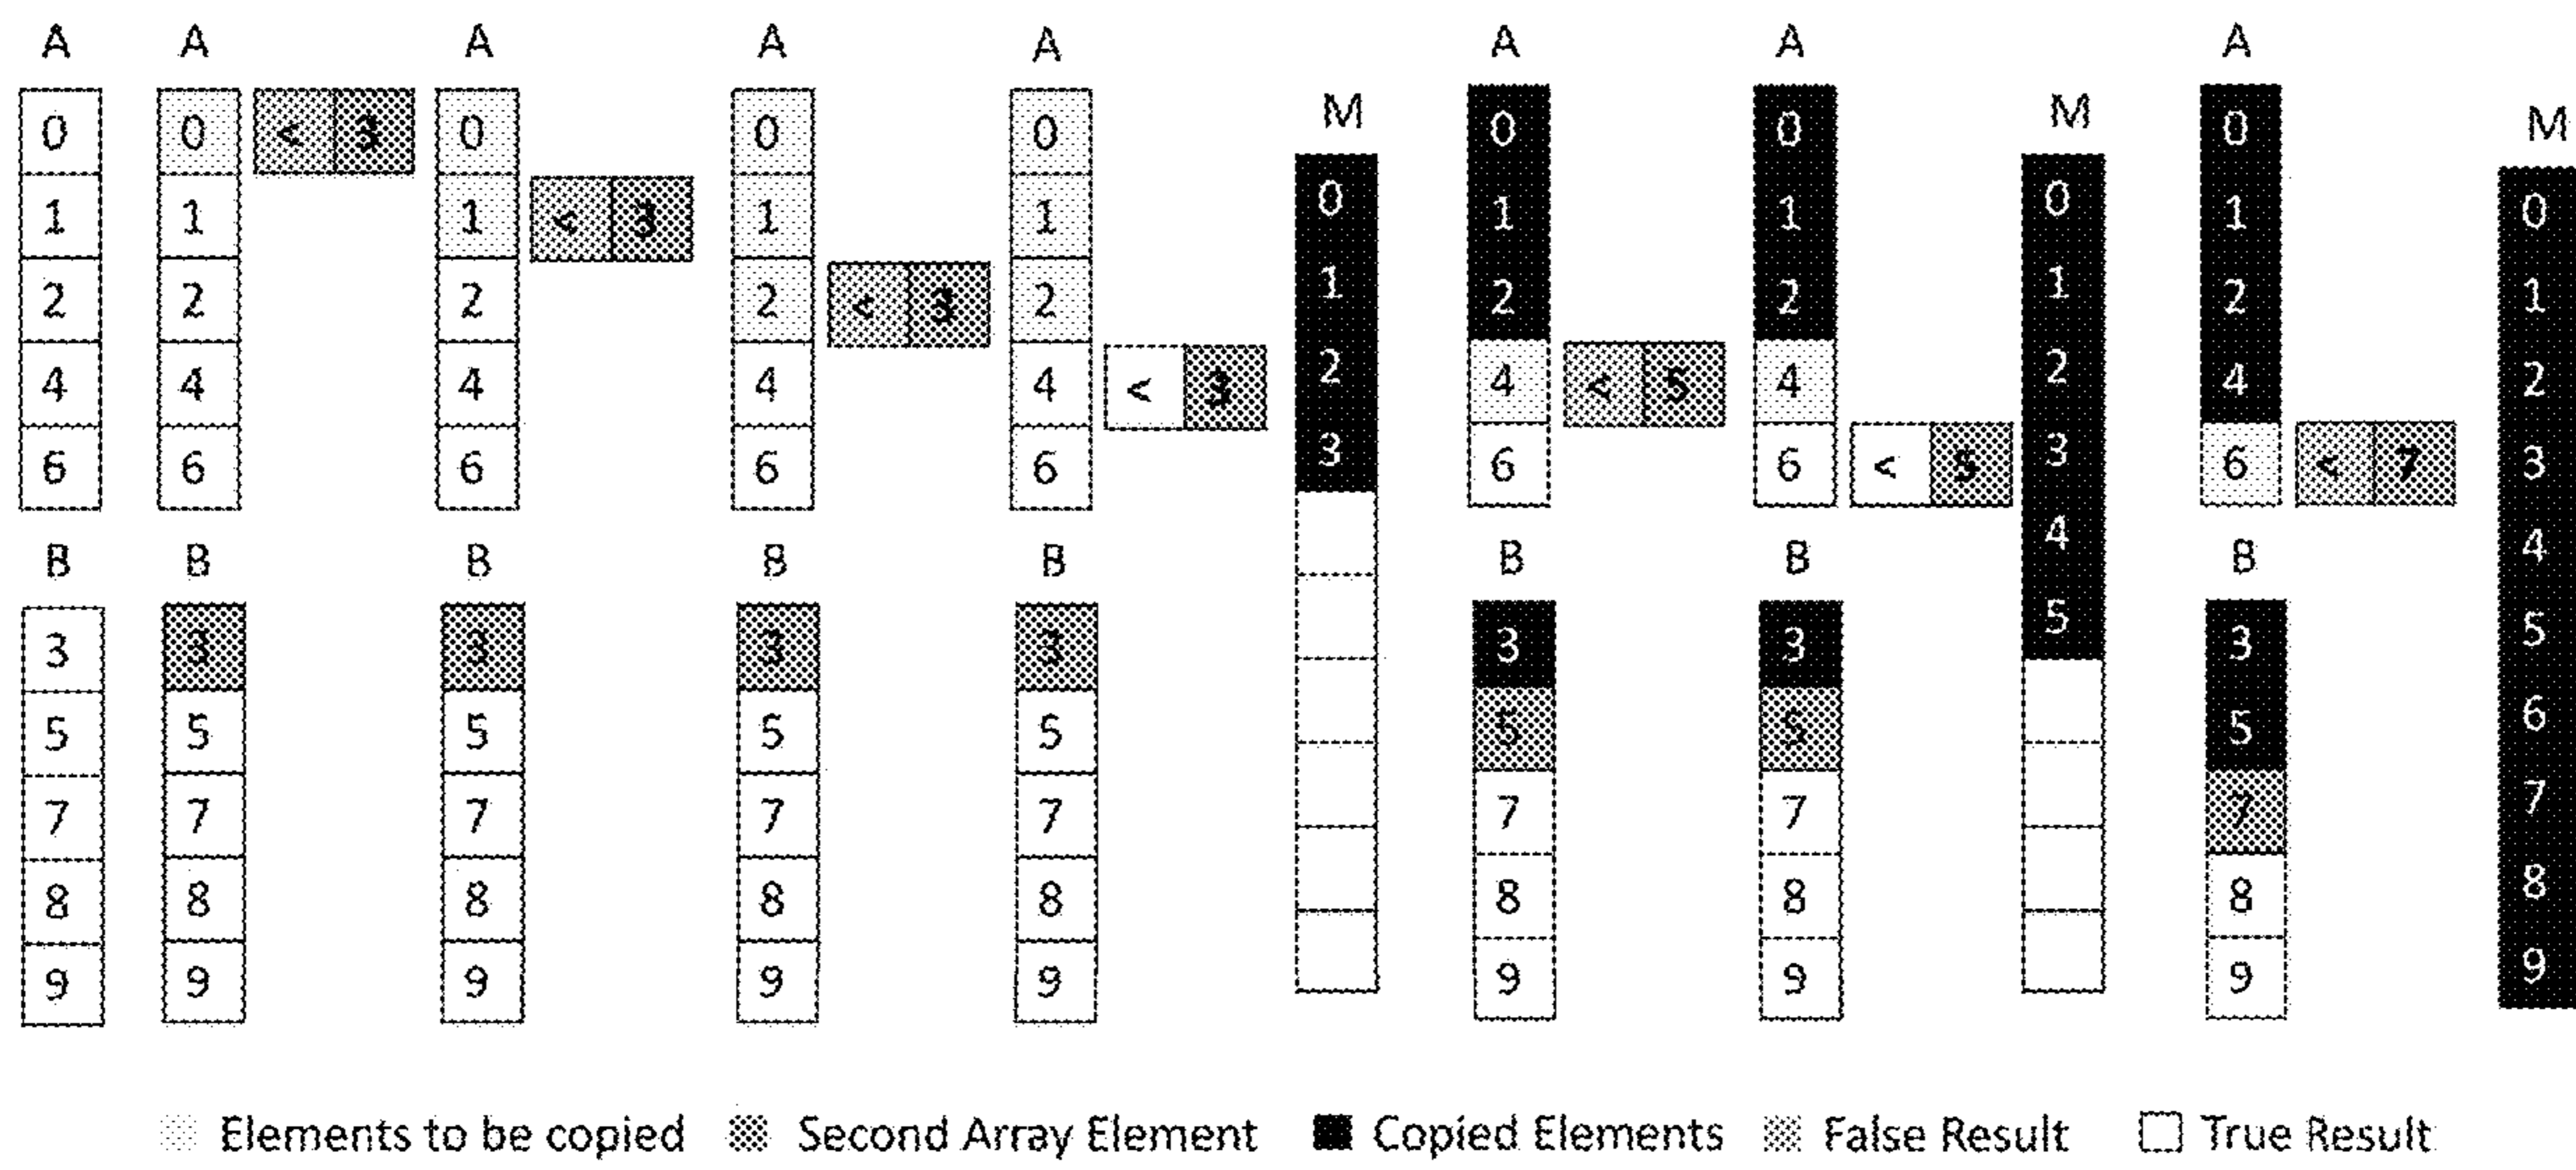 A A A A A M A A M A M
0 0 < 3 0 0 0 0 0 0 0 0 0
1 1 1 < 3 1 1 1 1 1 1 1 1
2 2 2 2 < 3 2 2 2 2 2 2 2
4 4 4 4 4 < 3 3 4 < 5 4 3 4 3
6 6 6 6 6 6 6 < 5 4 6 < 7 4
B B B B B B B B
3 3 3 3 3 3 3 5 3 5
5 5 5 5 5 5 5 5 6
7 7 7 7 7 7 7 7 7
8 8 8 8 8 8 8 8 8
9 9 9 9 9 9 9 9 9
Elements to be copied Second Array Element Copied Elements False Result True Result